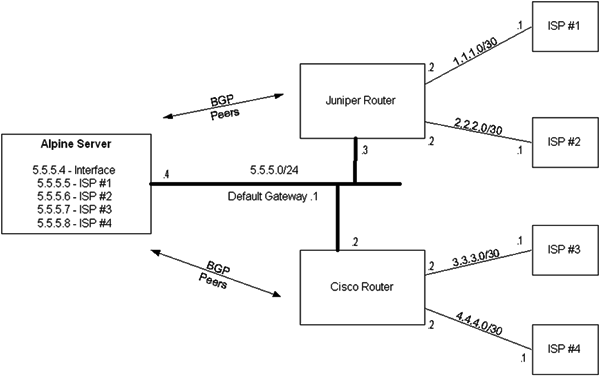 Alpine Server
5.5.5.4 - Interface
5.5.5.5 - ISP #1
5.5.5.6 - ISP #2
5.5.5.7 - ISP #3
5.5.5.8 - ISP #4
BGP
Peers
BGP
Peers
.4
5.5.5.0/24
Default Gateway .1
.3
.2
Juniper Router
.2
.2
Cisco Router
.2
.2
1.1.1.0/30
.1
ISP #1
2.2.2.0/30
.1
ISP #2
3.3.3.0/30
.1
ISP #3
4.4.4.0/30
.1
ISP #4